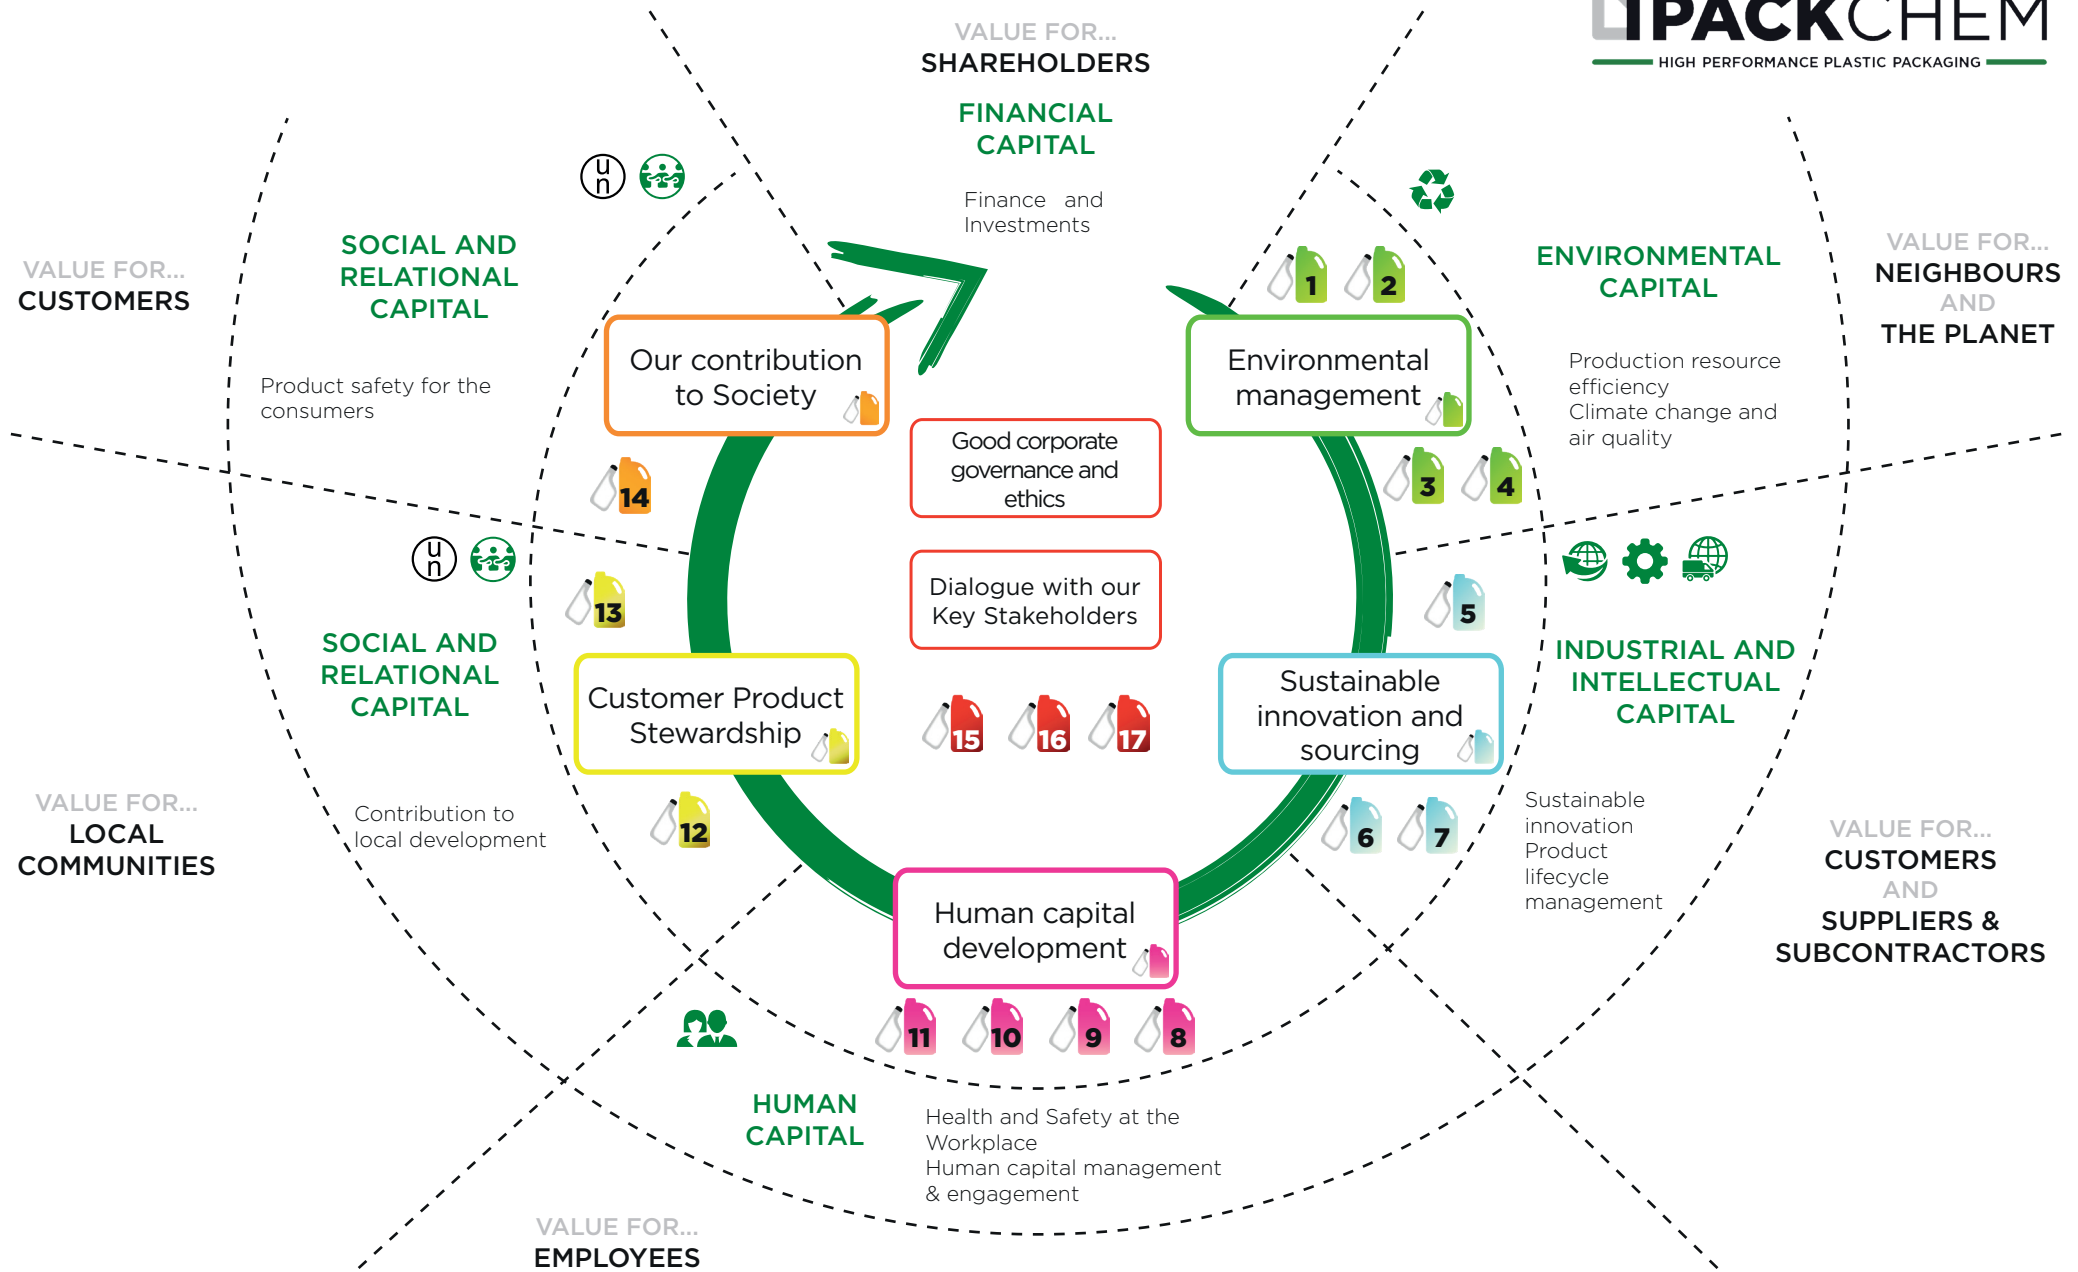 IPACKCHEM
HIGH PERFORMANCE PLASTIC PACKAGING
VALUE FOR...
SHAREHOLDERS
FINANCIAL
CAPITAL
Finance and
Investments
un
SOCIAL AND
RELATIONAL
CAPITAL
VALUE FOR...
CUSTOMERS
Product safety for the
consumers
Our contribution
to Society
14
1
2
Environmental
management
3
4
ENVIRONMENTAL
CAPITAL
Production resource
efficiency
Climate change and
air quality
VALUE FOR...
NEIGHBOURS
AND
THE PLANET
Good corporate
governance and
ethics
Dialogue with our
Key Stakeholders
15
16
17
un
13
SOCIAL AND
RELATIONAL
CAPITAL
Customer Product
Stewardship
12
Contribution to
local development
VALUE FOR...
LOCAL
COMMUNITIES
5
Sustainable
innovation and
sourcing
6
7
INDUSTRIAL AND
INTELLECTUAL
CAPITAL
Sustainable
innovation
Product
lifecycle
management
VALUE FOR...
CUSTOMERS
AND
SUPPLIERS &
SUBCONTRACTORS
Human capital
development
11
10
9
8
HUMAN
CAPITAL
Health and Safety at the
Workplace
Human capital management
& engagement
VALUE FOR...
EMPLOYEES